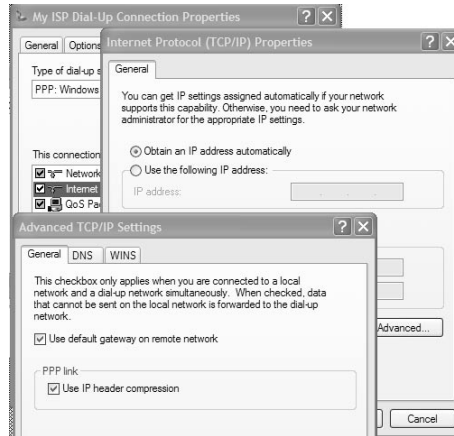 My ISP Dial-Up Connection Properties
General Options
Type of dial-up s
PPP: Windows
This connection
Network
Internet
QoS Pa
Internet Protocol (TCP/IP) Properties
General
You can get IP settings assigned automatically if your network
supports this capability. Otherwise, you need to ask your network
administrator for the appropriate IP settings.
Obtain an IP address automatically
Use the following IP address:
IP address:
Advanced...
Cancel
Advanced TCP/IP Settings
General DNS WINS
This checkbox only applies when you are connected to a local
network and a dial-up network simultaneously. When checked, data
that cannot be sent on the local network is forwarded to the dial-up
network.
Use default gateway on remote network
PPP link
Use IP header compression